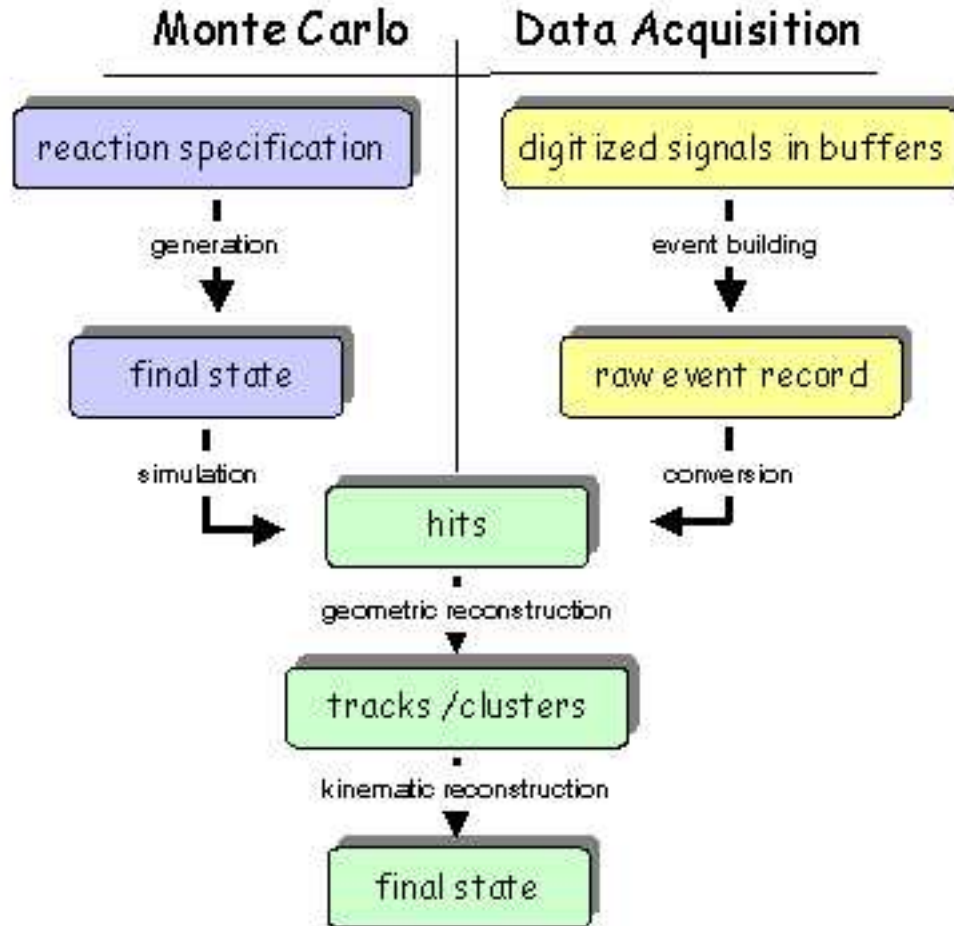 Monte Carlo
Data Acquisition
reaction specification
digitized signals in buffers
generation
event building
final state
raw event record
simulation
conversion
hits
geometric reconstruction
tracks /clusters
kinematic reconstruction
final state